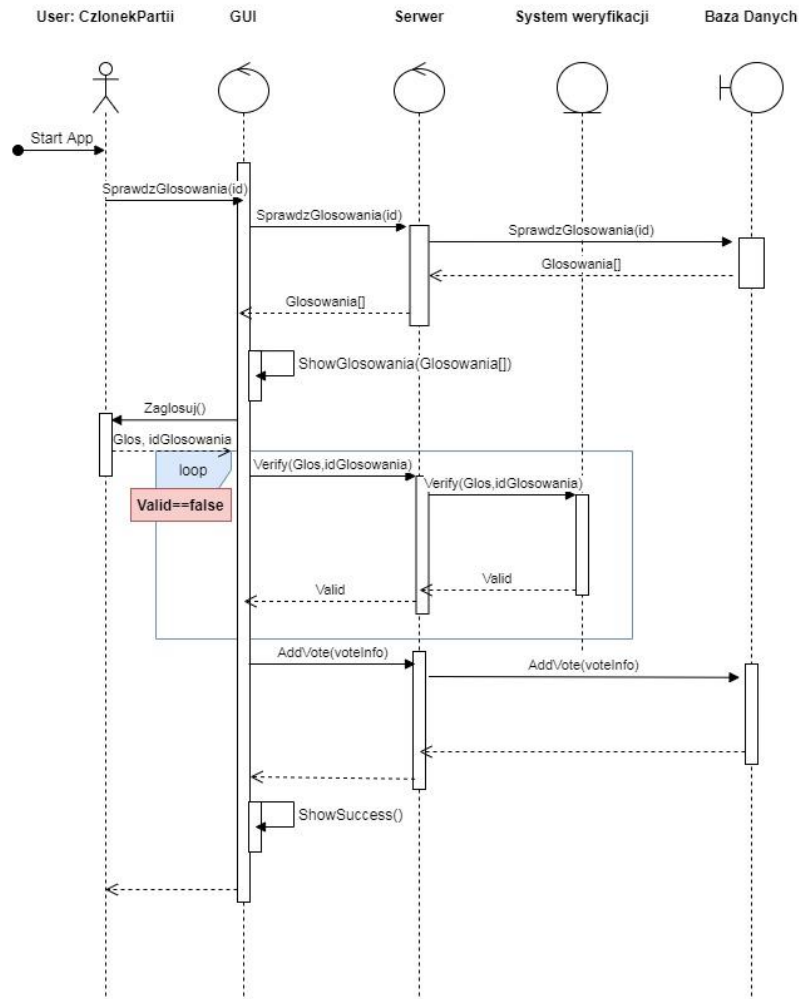 User: CzłonekPartii
GUI
Serwer
System weryfikacji
Baza Danych
Start App
SprawdzGlosowania(id)
SprawdzGlosowania(id)
SprawdzGlosowania(id)
Glosowania[]
Glosowania[]
ShowGlosowania(Glosowania[])
Zaglosuj()
Glos, idGlosowania
loop
Verify(Glos,idGlosowania)
Verify(Glos,idGlosowania)
Valid==false
Valid
Valid
AddVote(voteInfo)
AddVote(voteInfo)
ShowSuccess()